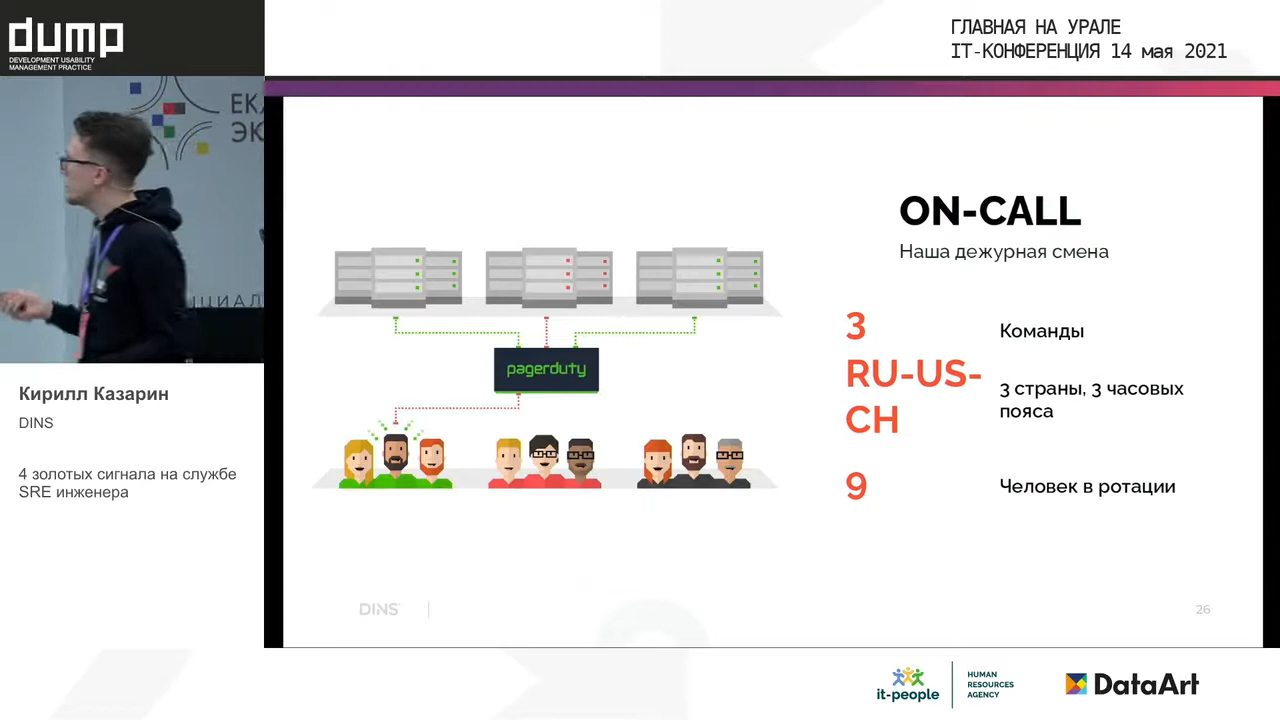 dump
DEVELOPMENT USABILITY
MANAGEMENT PRACTICE
ГЛАВНАЯ НА УРАЛЕ
IT-КОНФЕРЕНЦИЯ 14 мая 2021
Кирилл Казарин
DINS
4 золотых сигнала на службе
SRE инженера
ON-CALL
Наша дежурная смена
pagerduty
3
Команды
RU-US-
CH
3 страны, 3 часовых
пояса
9
Человек в ротации
DINS
26
it-people
HUMAN
RESOURCES
AGENCY
DataArt